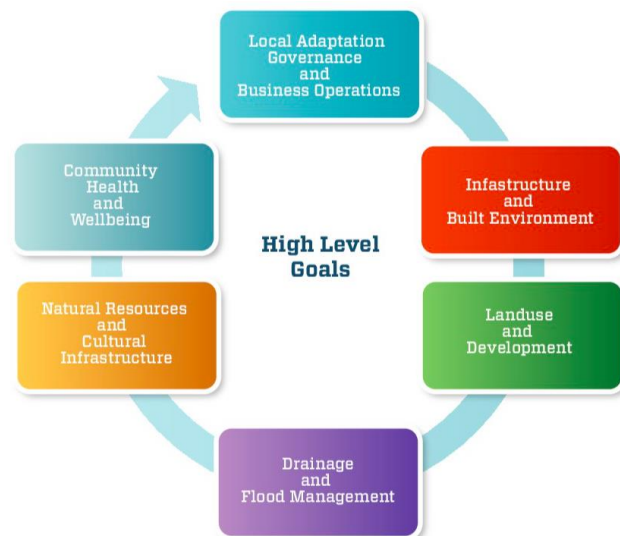 Local Adaptation
Governance
and
Business Operations
Infastructure
and
Built Environment
Landuse
and
Development
Drainage
and
Flood Management
Natural Resources
and
Cultural
Infrastructure
Community
Health
and
Wellbeing
High Level
Goals